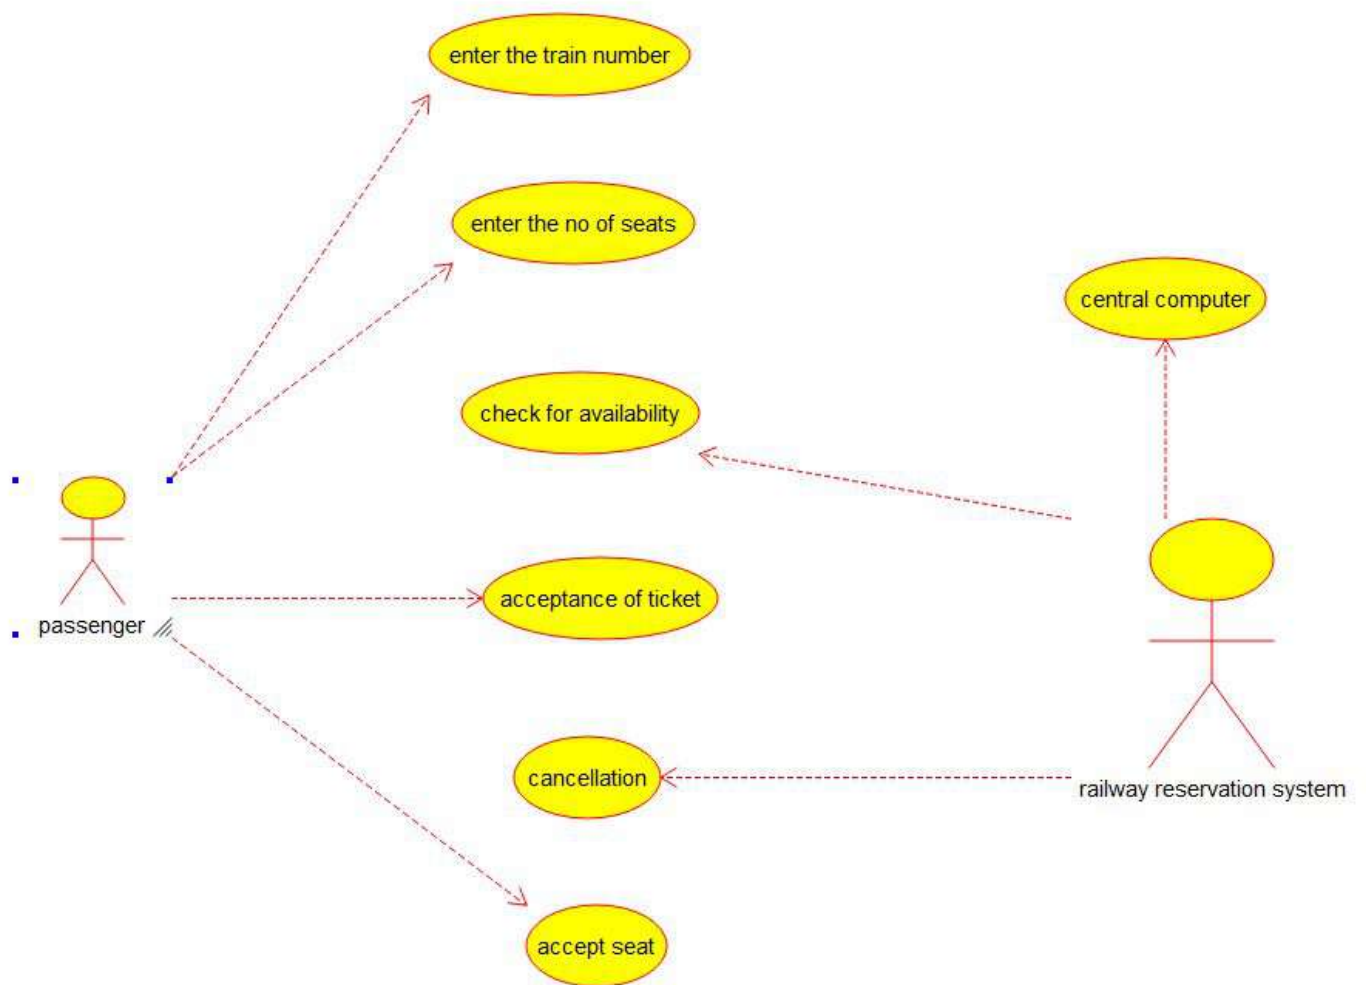 enter the train number
enter the no of seats
central computer
check for availability
acceptance of ticket
passenger
cancellation
railway reservation system
accept seat